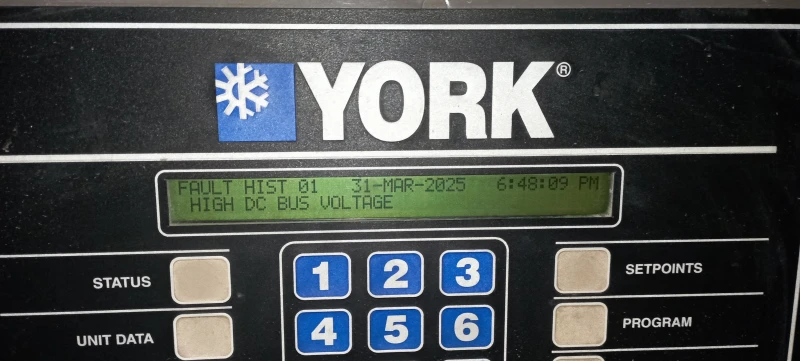 YORK®
FAULT HIST 01 31-MAR-2025 6:48:09 PM
HIGH DC BUS VOLTAGE
STATUS
1 2 3
SETPOINTS
UNIT DATA
4 5 6
PROGRAM